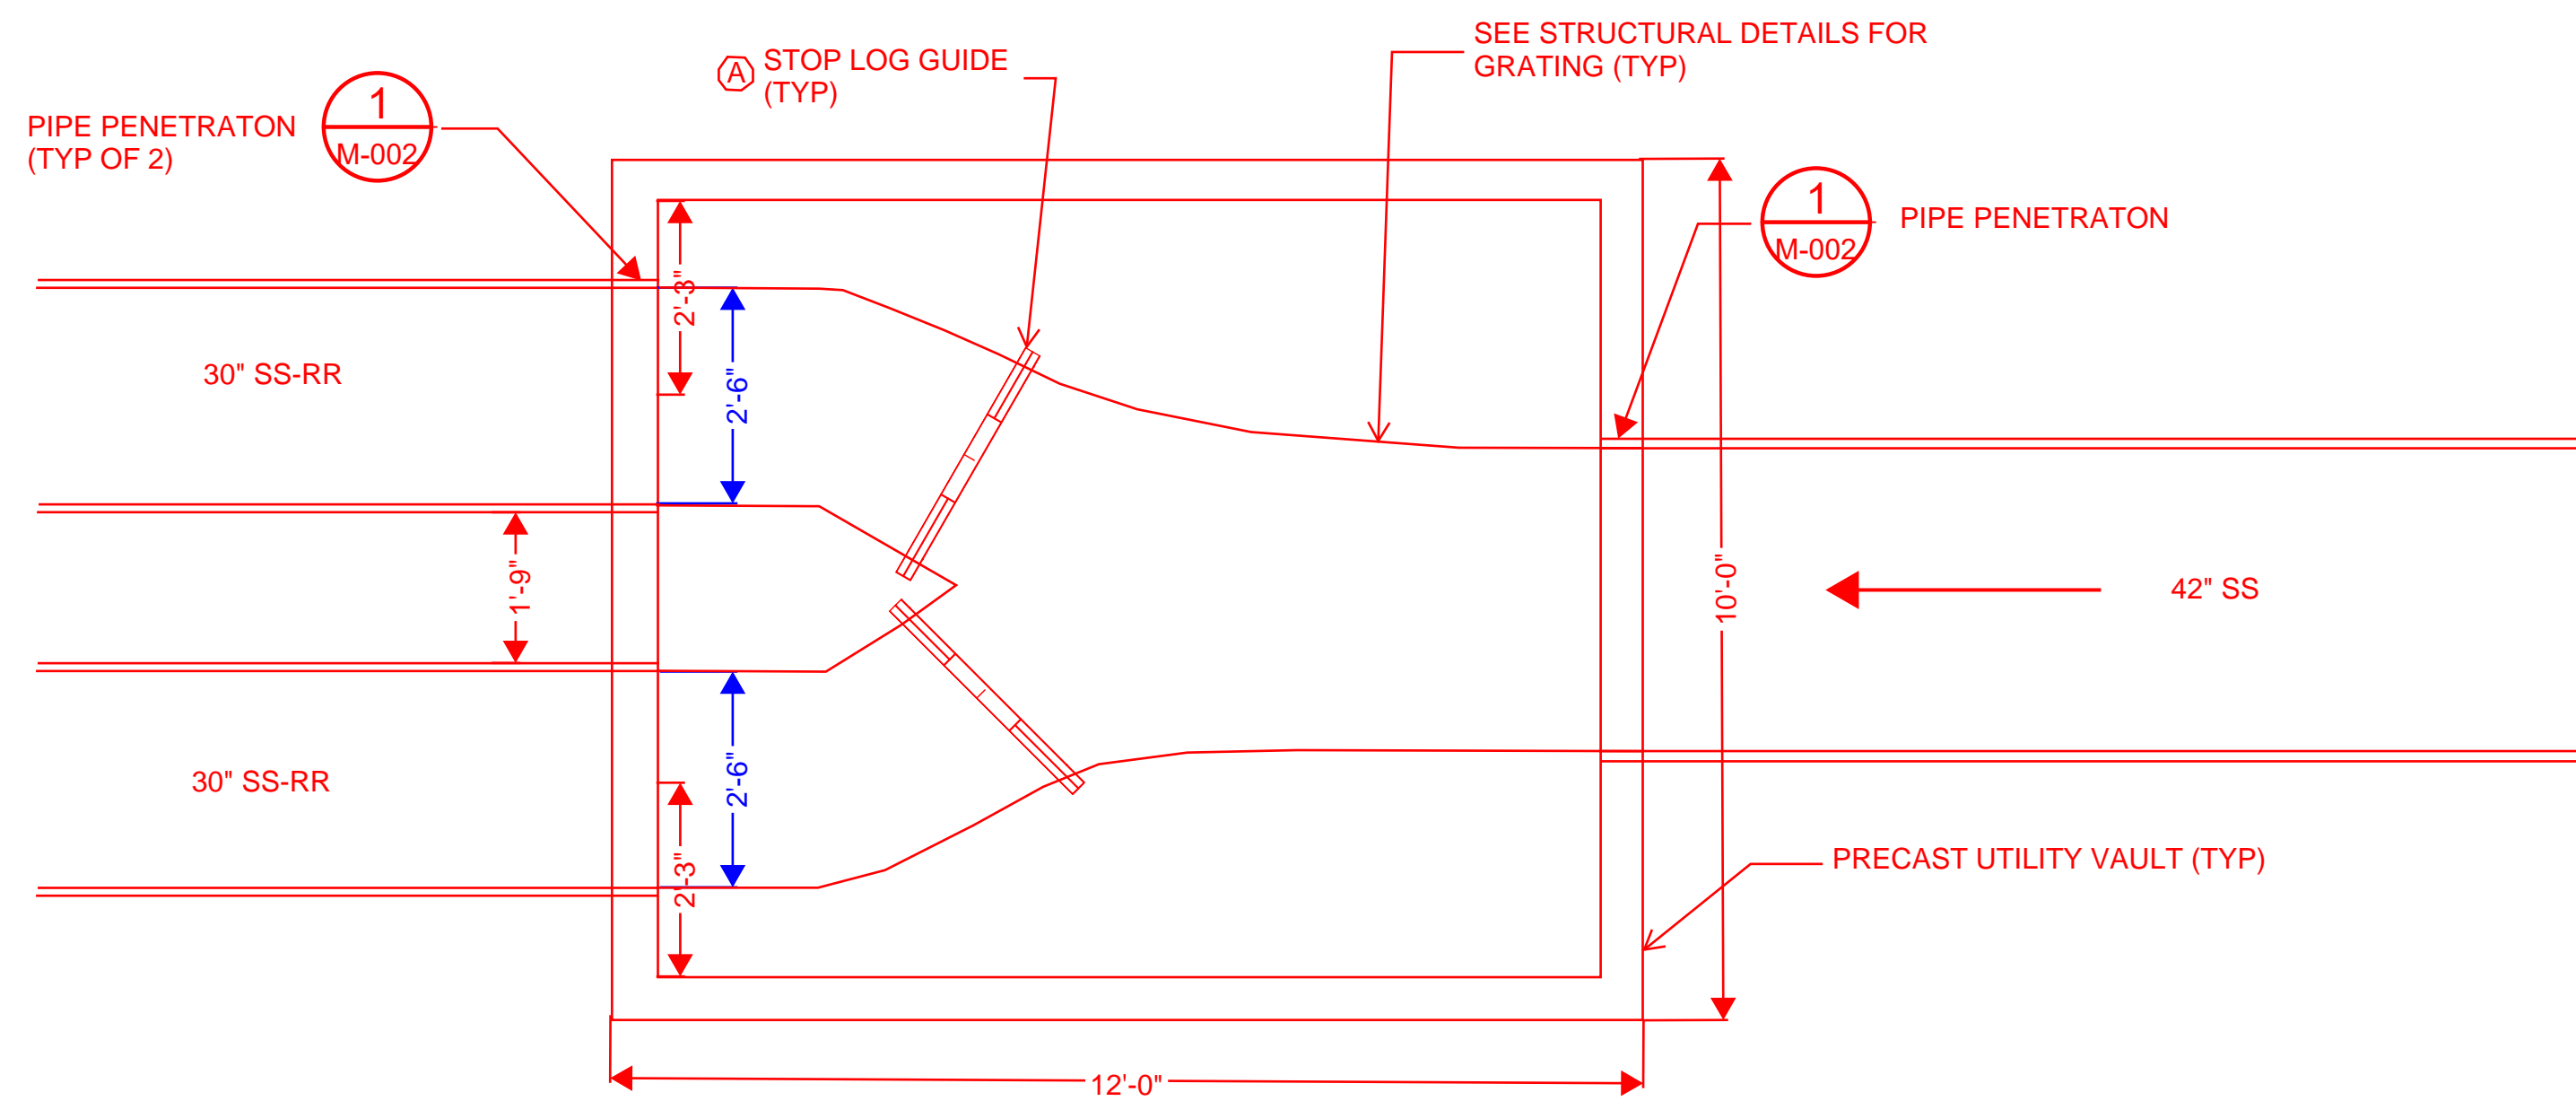 SEE STRUCTURAL DETAILS FOR
GRATING (TYP)
A STOP LOG GUIDE
(TYP)
PIPE PENETRATON
(TYP OF 2)
1
M-002
1
M-002
PIPE PENETRATON
2'-3"
30" SS-RR
2'-6"
1'-9"
10'-0"
42" SS
30" SS-RR
2'-6"
2'-3"
PRECAST UTILITY VAULT (TYP)
12'-0"